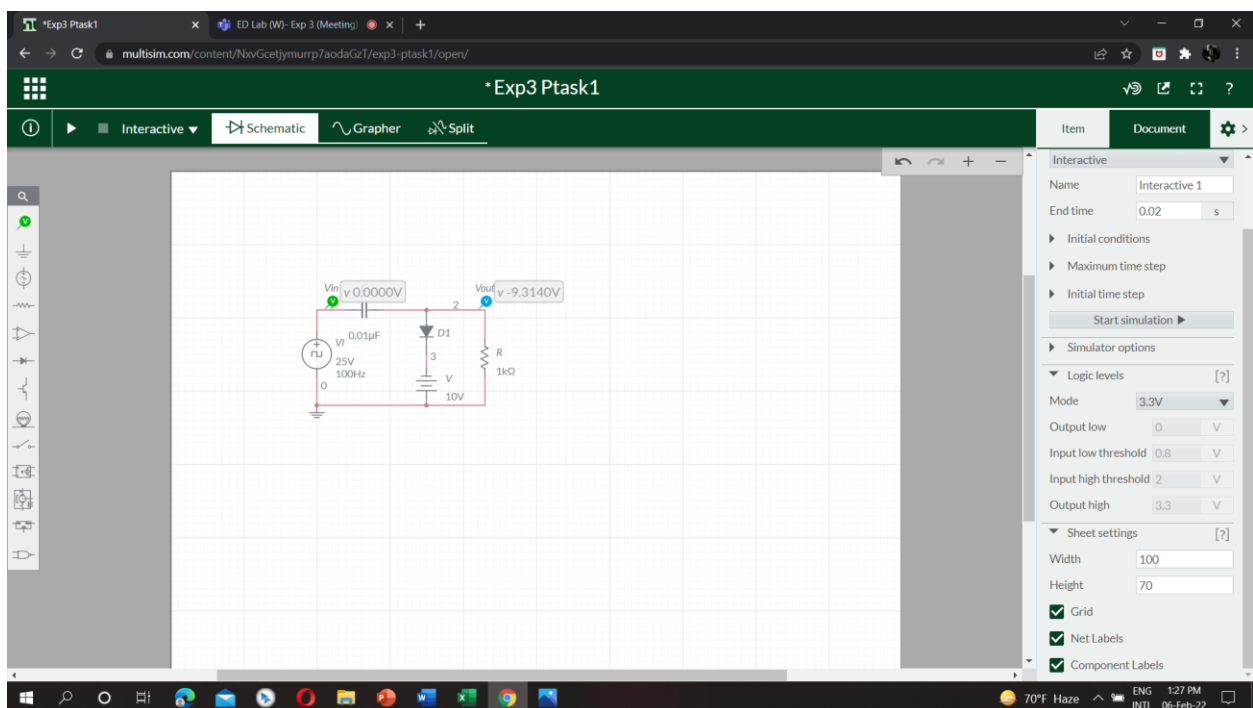 *Exp3 Ptask1
ED Lab (W)- Exp 3 (Meeting)
multisim.com/content/NxvGcetjymurrp7aodaGzT/exp3-ptask1/open/
*Exp3 Ptask1
Interactive
Schematic
Grapher
Split
Item
Document
Interactive
Name
Interactive 1
End time
0.02
s
Initial conditions
Maximum time step
Initial time step
Start simulation
Simulator options
Logic levels
[?]
Mode
3.3V
Output low
0
V
Input low threshold
0.8
V
Input high threshold
2
V
Output high
3.3
V
Sheet settings
[?]
Width
100
Height
70
Grid
Net Labels
Component Labels
Vin
v 0.0000V
Vout
v -9.3140V
2
0.01µF
Vi
25V
100Hz
0
D1
3
V
10V
R
1kΩ
70°F Haze
ENG
INTL
1:27 PM
06-Feb-22